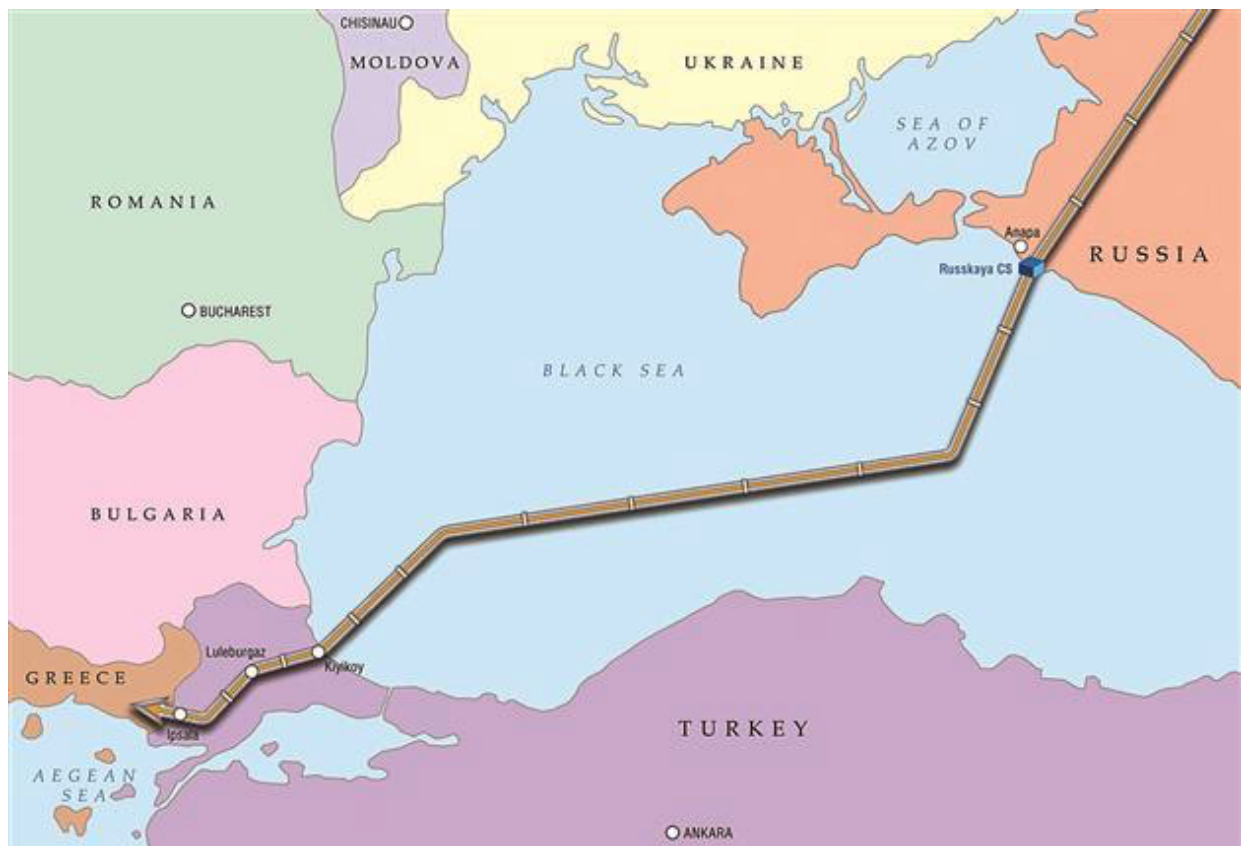 CHISINAU
MOLDOVA
UKRAINE
SEA OF
AZOV
ROMANIA
Anapa
RUSSIA
Russkaya CS
BUCHAREST
BLACK SEA
BULGARIA
Luleburgaz
Kiyikoy
GREECE
Ipsala
TURKEY
AEGEAN
SEA
ANKARA